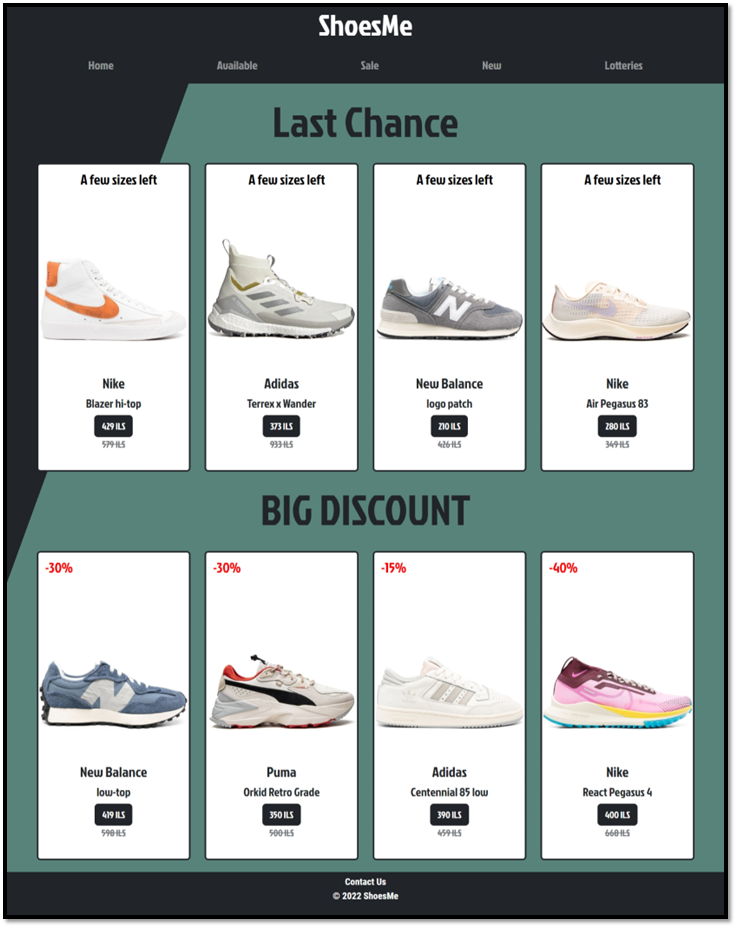 ShoesMe
Home Available Sale New Lotteries
Last Chance
A few sizes left A few sizes left A few sizes left A few sizes left
N
Nike Adidas New Balance Nike
Blazer hi-top Terrex x Wander logo patch Air Pegasus 83
429 ILS 373 ILS 210 ILS 280 ILS
579 ILS 933 ILS 426 ILS 349 ILS
BIG DISCOUNT
-30% -30% -15% -40%
N
New Balance Puma Adidas Nike
low-top Orkid Retro Grade Centennial 85 low React Pegasus 4
419 ILS 350 ILS 390 ILS 400 ILS
598 ILS 500 ILS 459 ILS 668 ILS
Contact Us
© 2022 ShoesMe